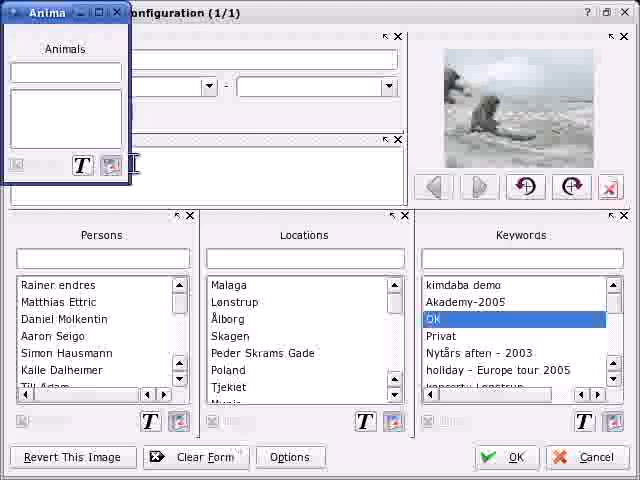 Anima
onfiguration (1/1)
Animals
-
T
Persons
Rainer endres
Matthias Ettric
Daniel Molkentin
Aaron Seigo
Simon Hausmann
Kalle Dalheimer
Till Adam
T
Locations
Malaga
Lønstrup
Ålborg
Skagen
Peder Skrams Gade
Poland
Tjekiet
T
Keywords
kimdaba demo
Akademy-2005
OK
Privat
Nytårs aften - 2003
holiday - Europe tour 2005
koncerty Lønstrup
T
Revert This Image
Clear Form
Options
OK
Cancel